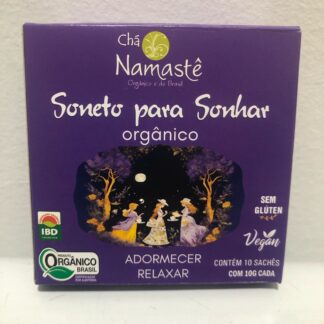 Chá
Namastê
Orgânico e do Brasil
Soneto para Sonhar
orgânico
SEM
GLÚTEN
IBD
Vegan
PRODUTO
ORGÂNICO
BRASIL
ADORMECER
RELAXAR
CONTÉM 10 SACHÊS
COM 10G CADA